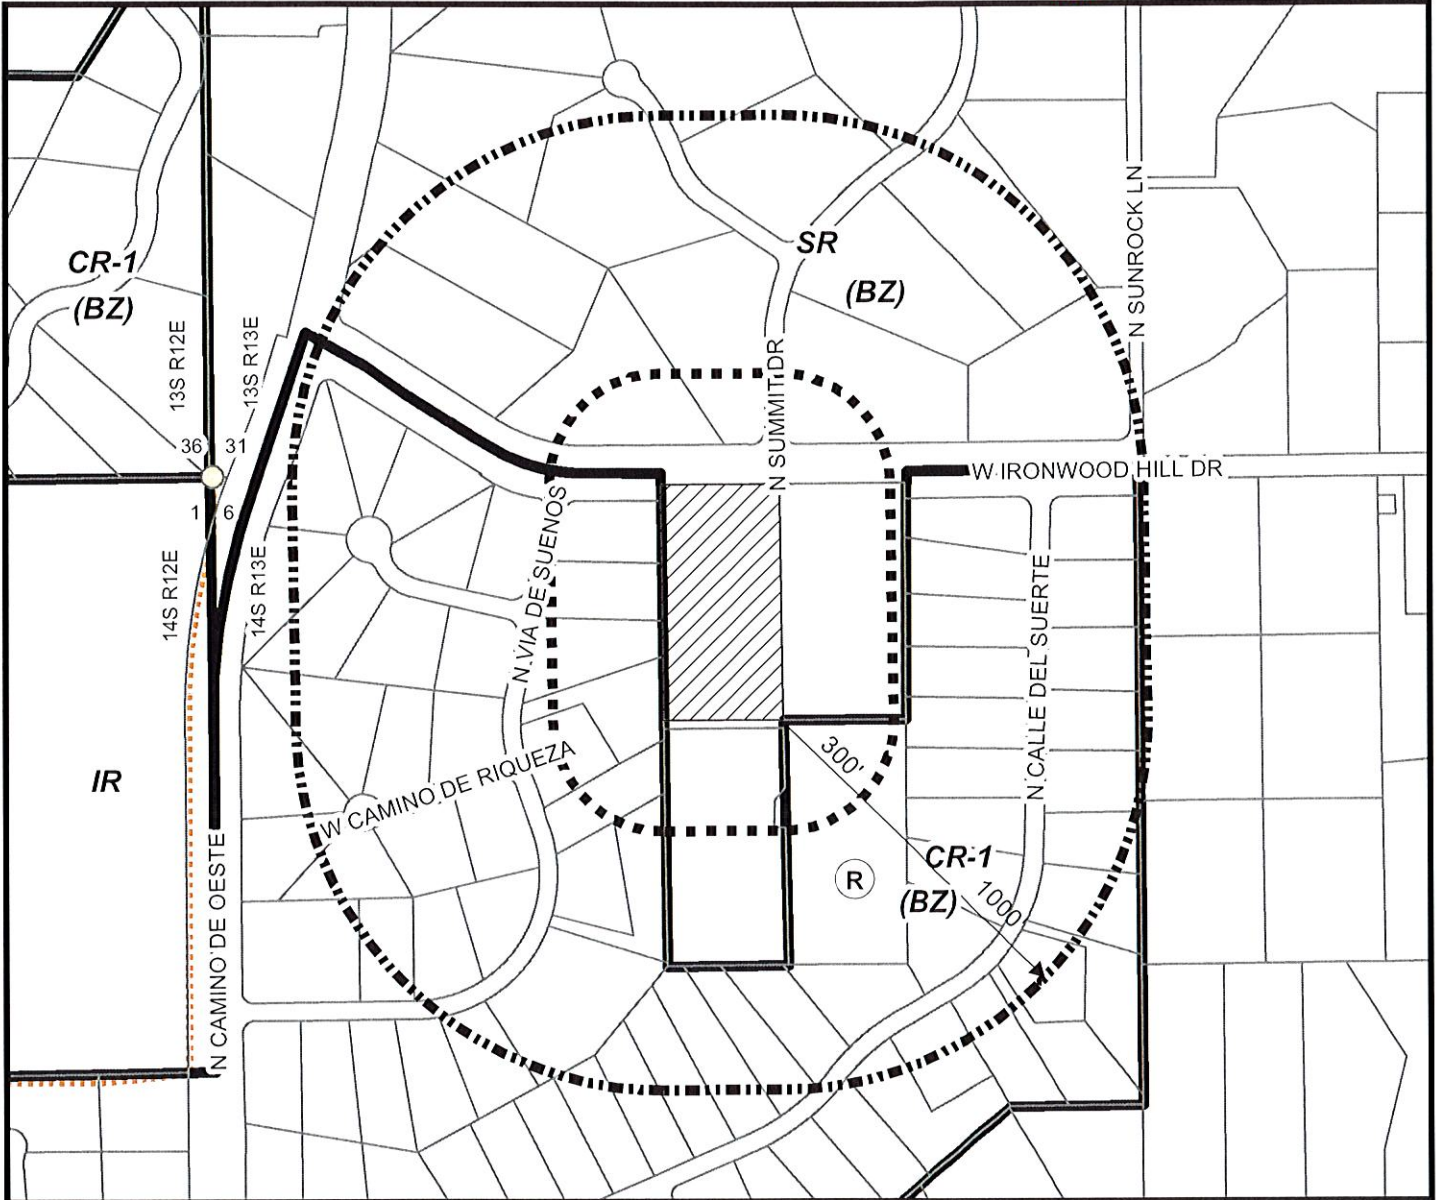 CR-1
(BZ)
SR
(BZ)
N SUNROCK LN
13S R12E
13S R13E
36
31
1
6
14S R12E
14S R13E
N SUMMIT DR
W IRONWOOD HILL DR
N VIA DE SUENOS
N CALLE DEL SUERTE
W CAMINO DE RIQUEZA
300'
IR
N CAMINO DE OESTE
CR-1
(BZ)
R
1000'